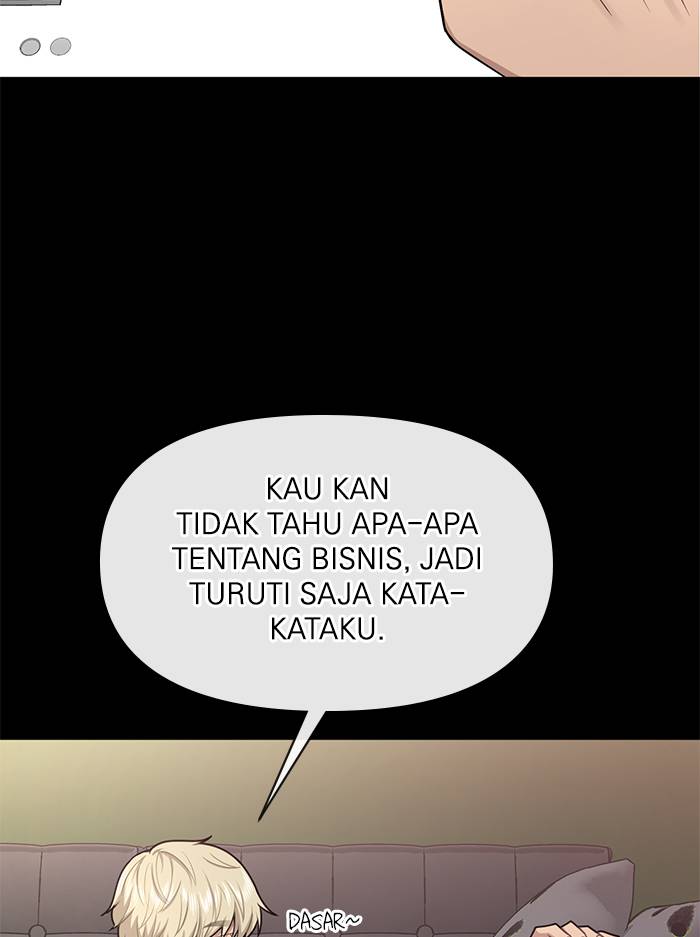 KAU KAN
TIDAK TAHU APA-APA
TENTANG BISNIS, JADI
TURUTI SAJA KATA-
KATAKU.
DASAR~